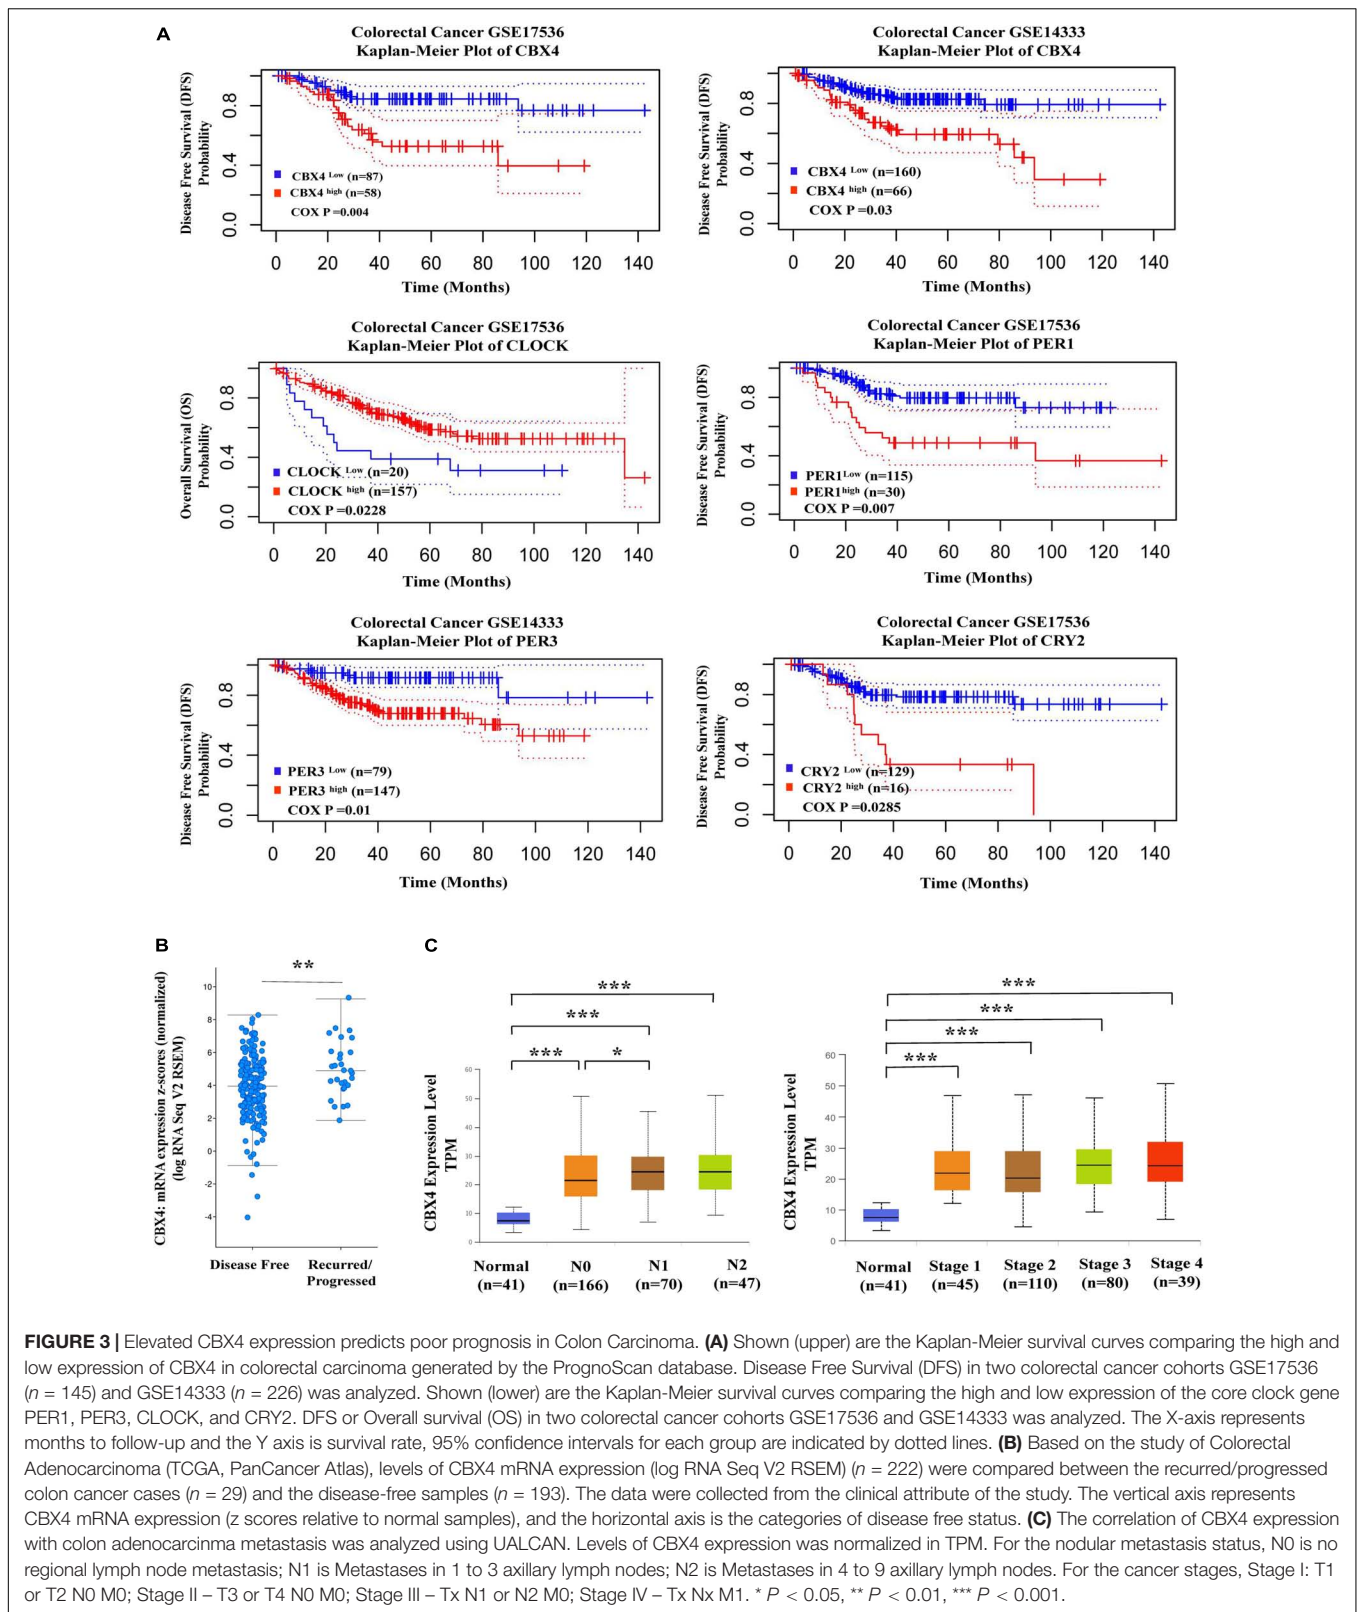 A
Colorectal Cancer GSE17536
Kaplan-Meier Plot of CBX4
Disease Free Survival (DFS)
Probability
0.8
0.4
0.0
CBX4 Low (n=87)
CBX4 high (n=58)
COX P =0.004
0 20 40 60 80 100 120 140
Time (Months)
Colorectal Cancer GSE14333
Kaplan-Meier Plot of CBX4
Disease Free Survival (DFS)
Probability
0.8
0.4
0.0
CBX4 Low (n=160)
CBX4 high (n=66)
COX P =0.03
0 20 40 60 80 100 120 140
Time (Months)
Colorectal Cancer GSE17536
Kaplan-Meier Plot of CLOCK
Overall Survival (OS)
Probability
0.8
0.4
0.0
CLOCK Low (n=20)
CLOCK high (n=157)
COX P =0.0228
0 20 40 60 80 100 120 140
Time (Months)
Colorectal Cancer GSE17536
Kaplan-Meier Plot of PER1
Disease Free Survival (DFS)
Probability
0.8
0.4
0.0
PER1 Low (n=115)
PER1 high (n=30)
COX P =0.007
0 20 40 60 80 100 120 140
Time (Months)
Colorectal Cancer GSE14333
Kaplan-Meier Plot of PER3
Disease Free Survival (DFS)
Probability
0.8
0.4
0.0
PER3 Low (n=79)
PER3 high (n=147)
COX P =0.01
0 20 40 60 80 100 120 140
Time (Months)
Colorectal Cancer GSE17536
Kaplan-Meier Plot of CRY2
Disease Free Survival (DFS)
Probability
0.8
0.4
0.0
CRY2 Low (n=129)
CRY2 high (n=16)
COX P =0.0285
0 20 40 60 80 100 120 140
Time (Months)
B
**
CBX4: mRNA expression z-scores (normalized)
(log RNA Seq V2 RSEM)
10
8
6
4
2
0
-2
-4
Disease Free
Recurred/
Progressed
C
***
***
***
*
CBX4 Expression Level
TPM
60
50
40
30
20
10
0
Normal N0 N1 N2
(n=41) (n=166) (n=70) (n=47)
***
***
***
***
CBX4 Expression Level
TPM
60
50
40
30
20
10
0
Normal Stage 1 Stage 2 Stage 3 Stage 4
(n=41) (n=45) (n=110) (n=80) (n=39)
FIGURE 3 | Elevated CBX4 expression predicts poor prognosis in Colon Carcinoma. (A) Shown (upper) are the Kaplan-Meier survival curves comparing the high and
low expression of CBX4 in colorectal carcinoma generated by the PrognoScan database. Disease Free Survival (DFS) in two colorectal cancer cohorts GSE17536
(n = 145) and GSE14333 (n = 226) was analyzed. Shown (lower) are the Kaplan-Meier survival curves comparing the high and low expression of the core clock gene
PER1, PER3, CLOCK, and CRY2. DFS or Overall survival (OS) in two colorectal cancer cohorts GSE17536 and GSE14333 was analyzed. The X-axis represents
months to follow-up and the Y axis is survival rate, 95% confidence intervals for each group are indicated by dotted lines. (B) Based on the study of Colorectal
Adenocarcinoma (TCGA, PanCancer Atlas), levels of CBX4 mRNA expression (log RNA Seq V2 RSEM) (n = 222) were compared between the recurred/progressed
colon cancer cases (n = 29) and the disease-free samples (n = 193). The data were collected from the clinical attribute of the study. The vertical axis represents
CBX4 mRNA expression (z scores relative to normal samples), and the horizontal axis is the categories of disease free status. (C) The correlation of CBX4 expression
with colon adenocarcinma metastasis was analyzed using UALCAN. Levels of CBX4 expression was normalized in TPM. For the nodular metastasis status, N0 is no
regional lymph node metastasis; N1 is Metastases in 1 to 3 axillary lymph nodes; N2 is Metastases in 4 to 9 axillary lymph nodes. For the cancer stages, Stage I: T1
or T2 N0 M0; Stage II – T3 or T4 N0 M0; Stage III – Tx N1 or N2 M0; Stage IV – Tx Nx M1. * P < 0.05, ** P < 0.01, *** P < 0.001.